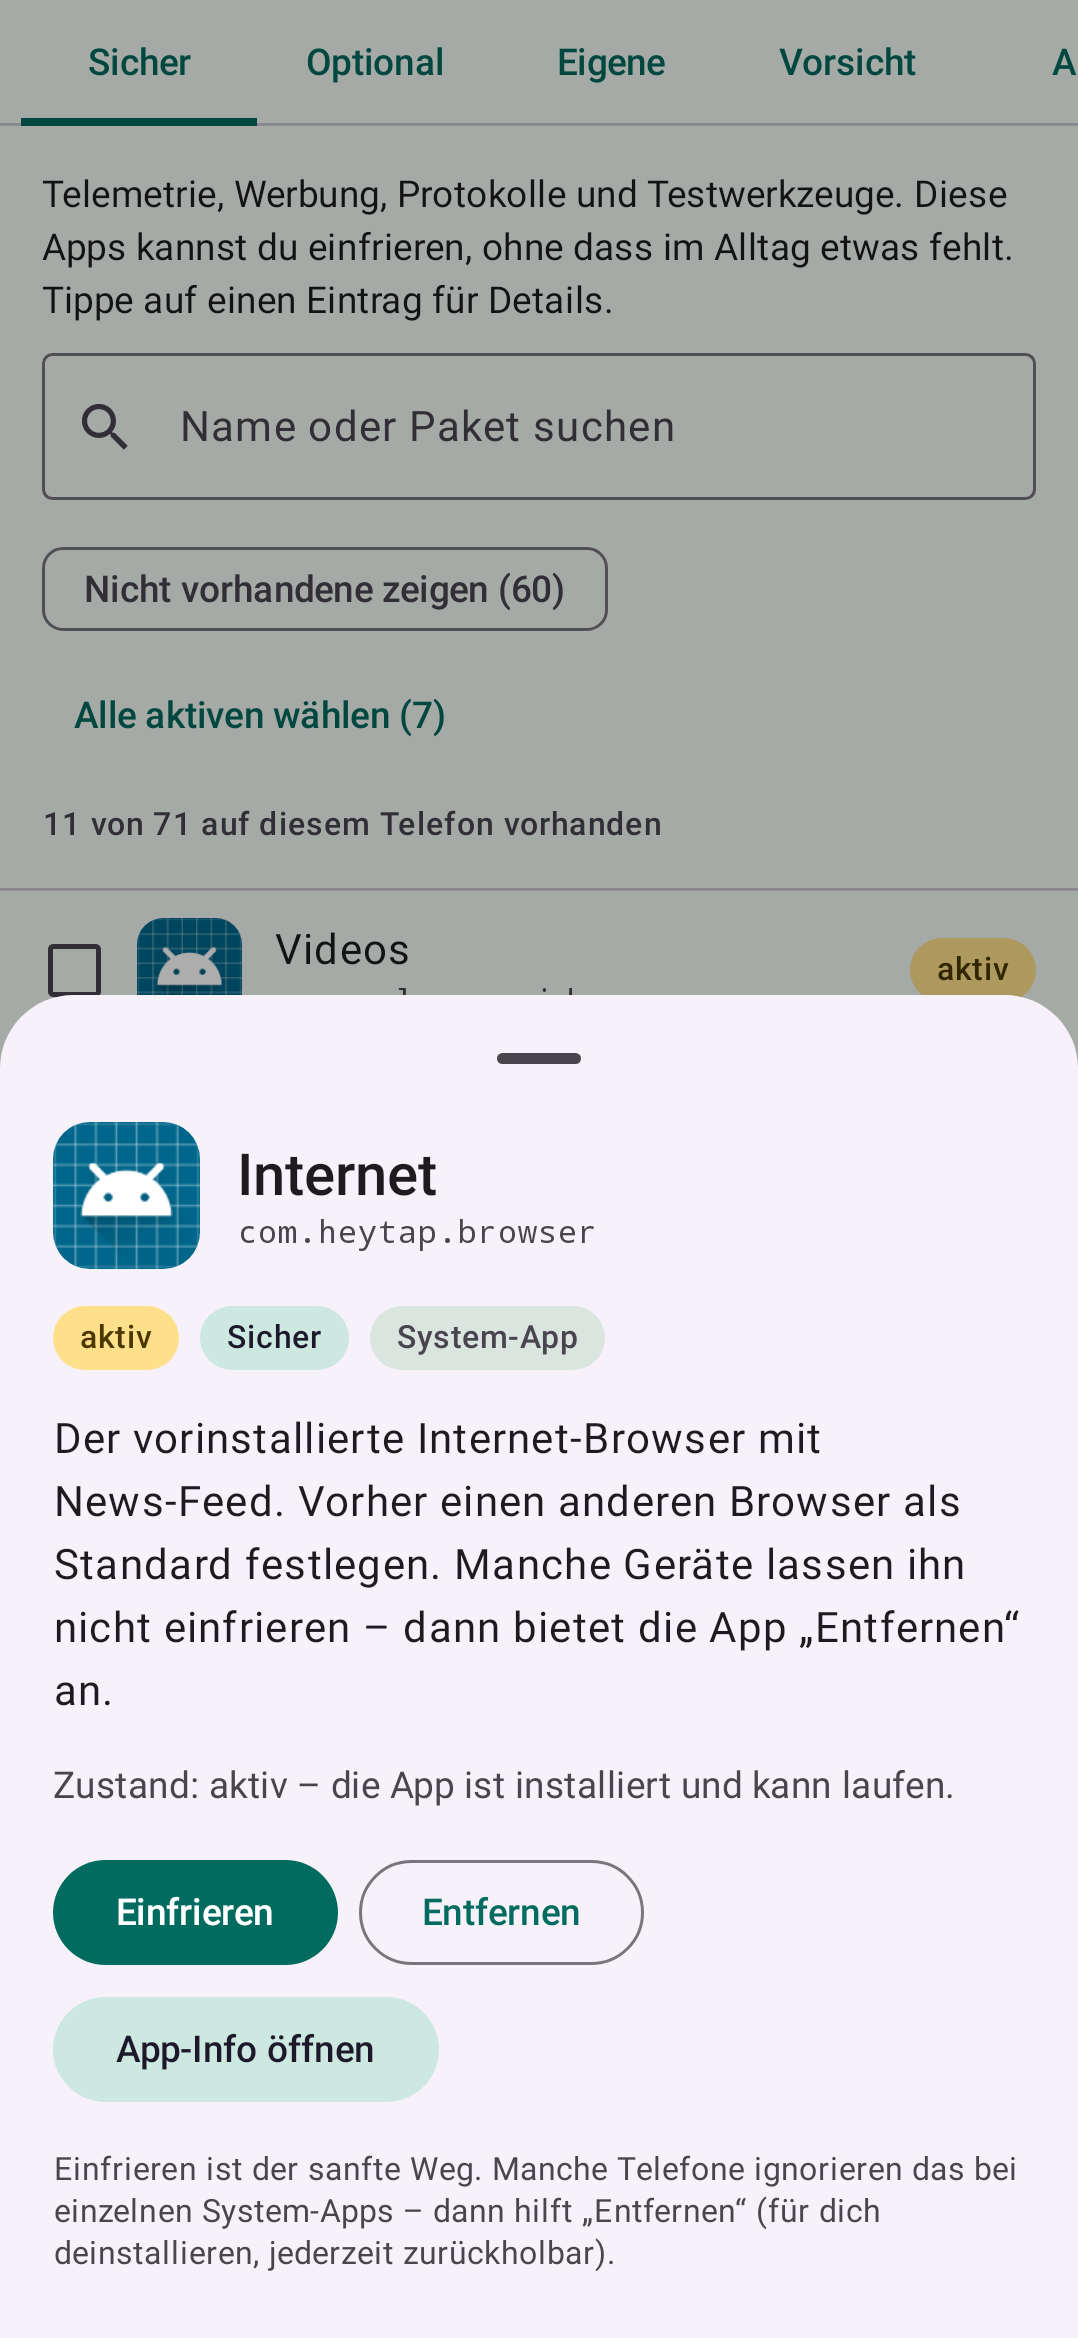 Sicher
Optional
Eigene
Vorsicht
A
Telemetrie, Werbung, Protokolle und Testwerkzeuge. Diese
Apps kannst du einfrieren, ohne dass im Alltag etwas fehlt.
Tippe auf einen Eintrag für Details.
Name oder Paket suchen
Nicht vorhandene zeigen (60)
Alle aktiven wählen (7)
11 von 71 auf diesem Telefon vorhanden
Videos
aktiv
Internet
com.heytap.browser
aktiv
Sicher
System-App
Der vorinstallierte Internet-Browser mit
News-Feed. Vorher einen anderen Browser als
Standard festlegen. Manche Geräte lassen ihn
nicht einfrieren – dann bietet die App „Entfernen“
an.
Zustand: aktiv – die App ist installiert und kann laufen.
Einfrieren
Entfernen
App-Info öffnen
Einfrieren ist der sanfte Weg. Manche Telefone ignorieren das bei
einzelnen System-Apps – dann hilft „Entfernen“ (für dich
deinstallieren, jederzeit zurückholbar).